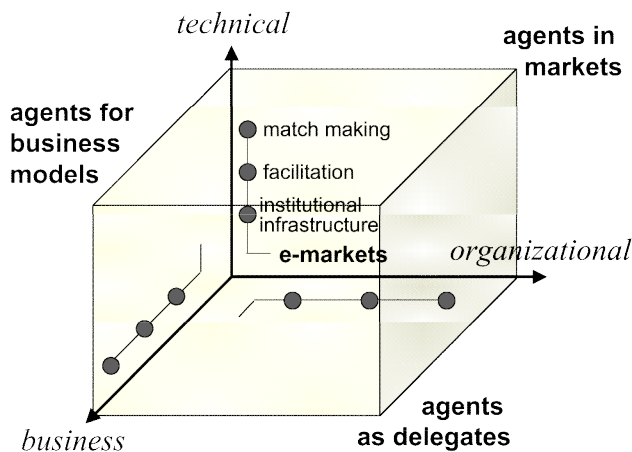 technical
agents in
markets
agents for
business
models
match making
facilitation
institutional
infrastructure
e-markets
organizational
agents
as delegates
business